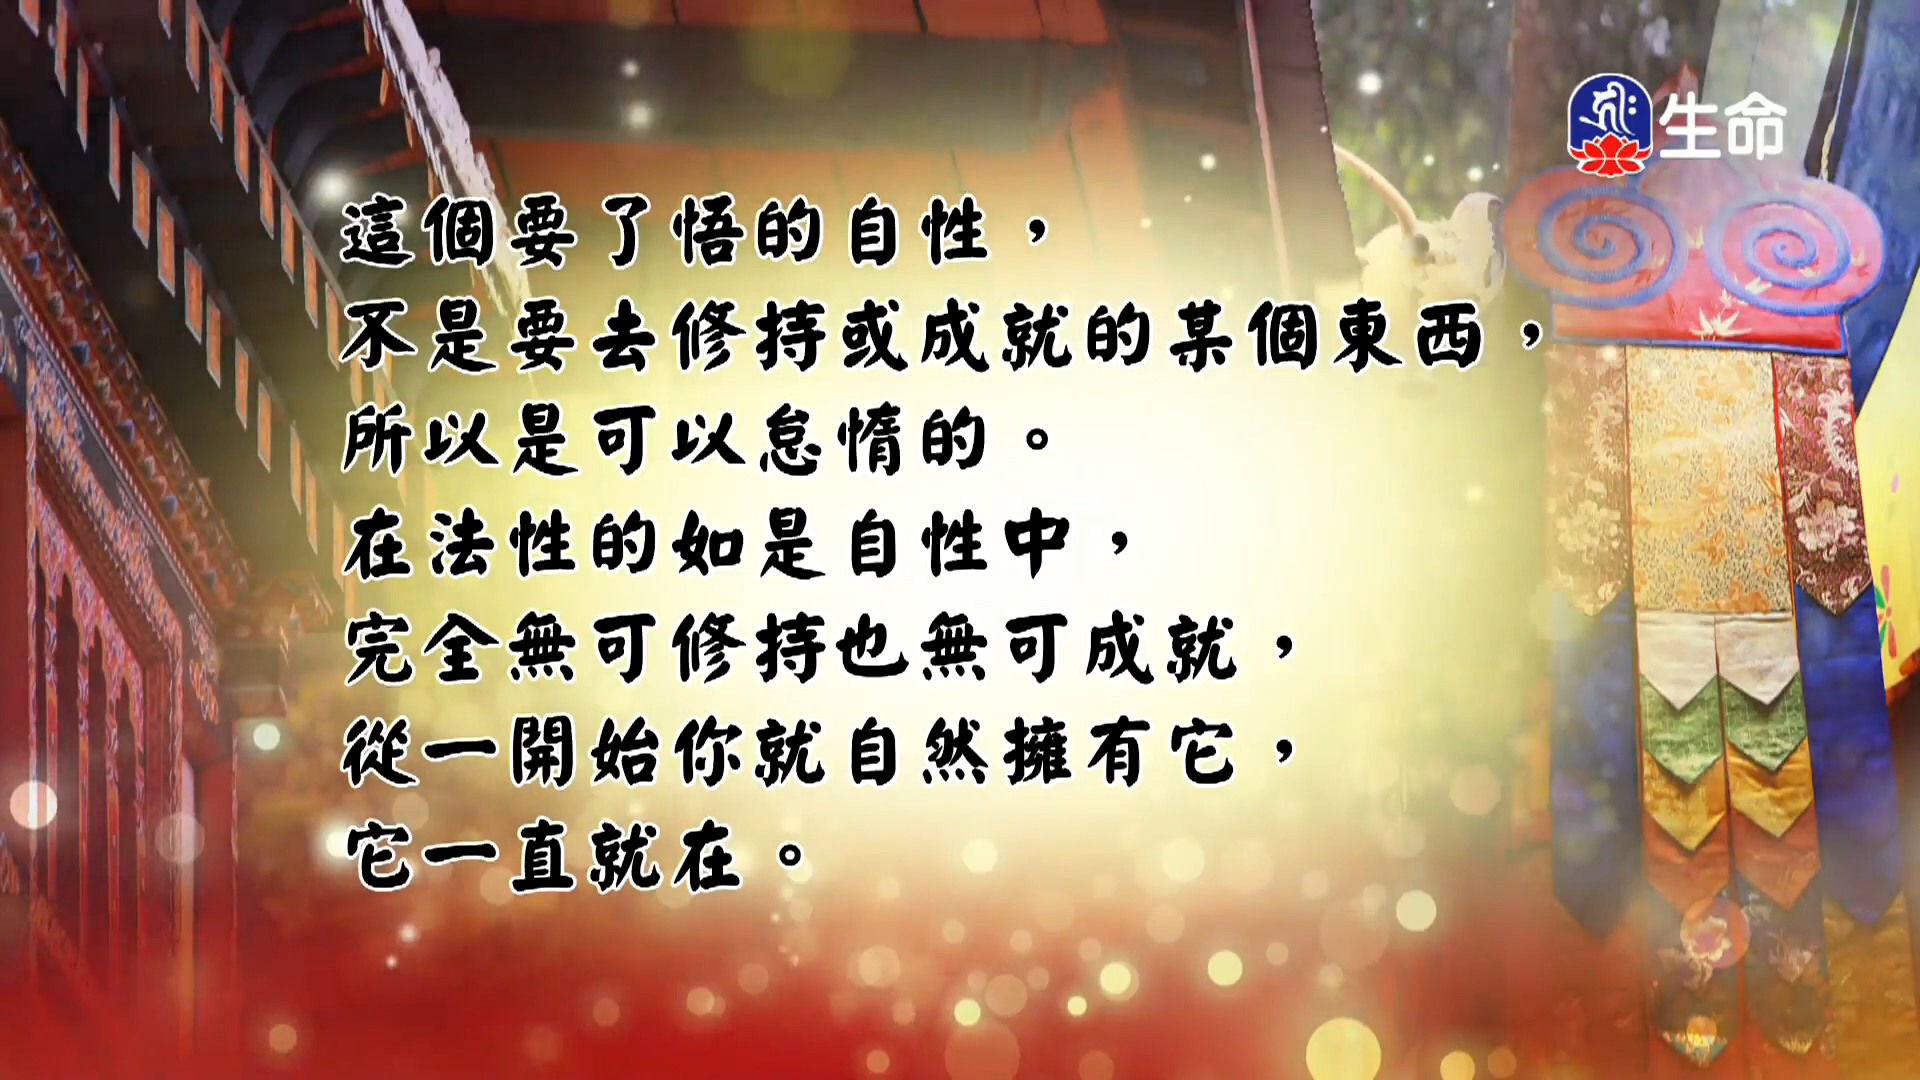 生命
這個要了悟的自性，
不是要去修持或成就的某個東西，
所以是可以怠惰的。
在法性的如是自性中，
完全無可修持也無可成就，
從一開始你就自然擁有它，
它一直就在。